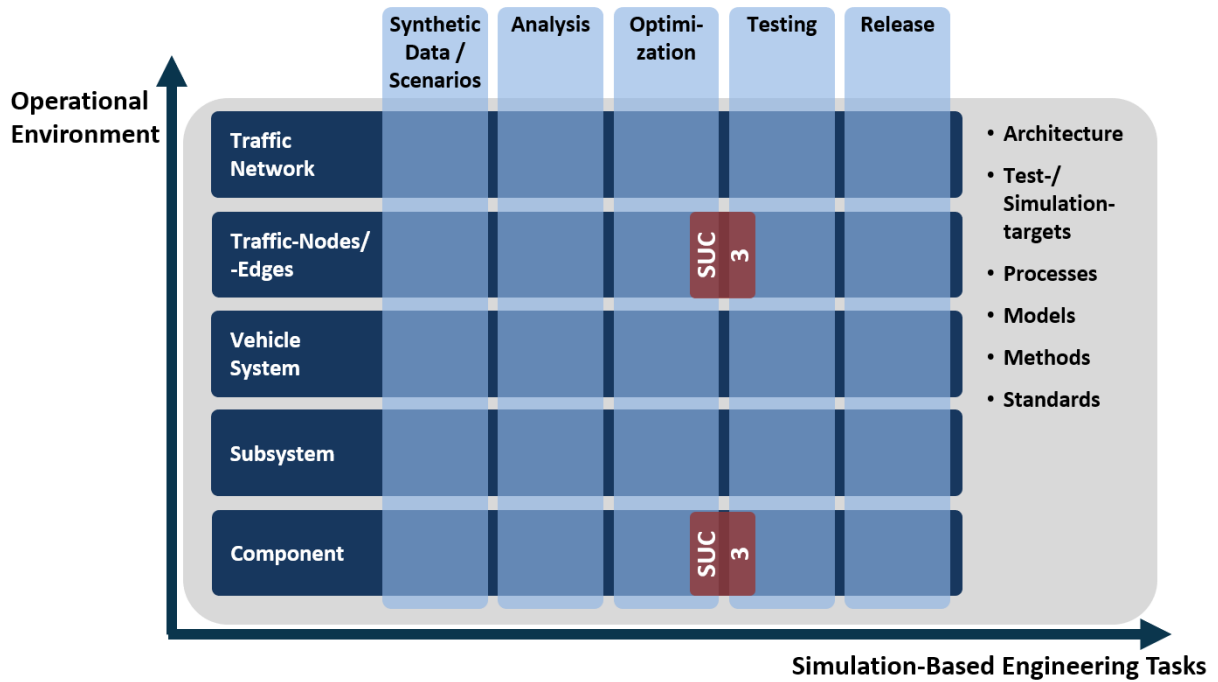 Synthetic
Data /
Scenarios
Analysis
Optimi-
zation
Testing
Release
Operational
Environment
Traffic
Network
Traffic-Nodes/
-Edges
SUC
3
Vehicle
System
Subsystem
Component
SUC
3
• Architecture
• Test-/
Simulation-
targets
• Processes
• Models
• Methods
• Standards
Simulation-Based Engineering Tasks